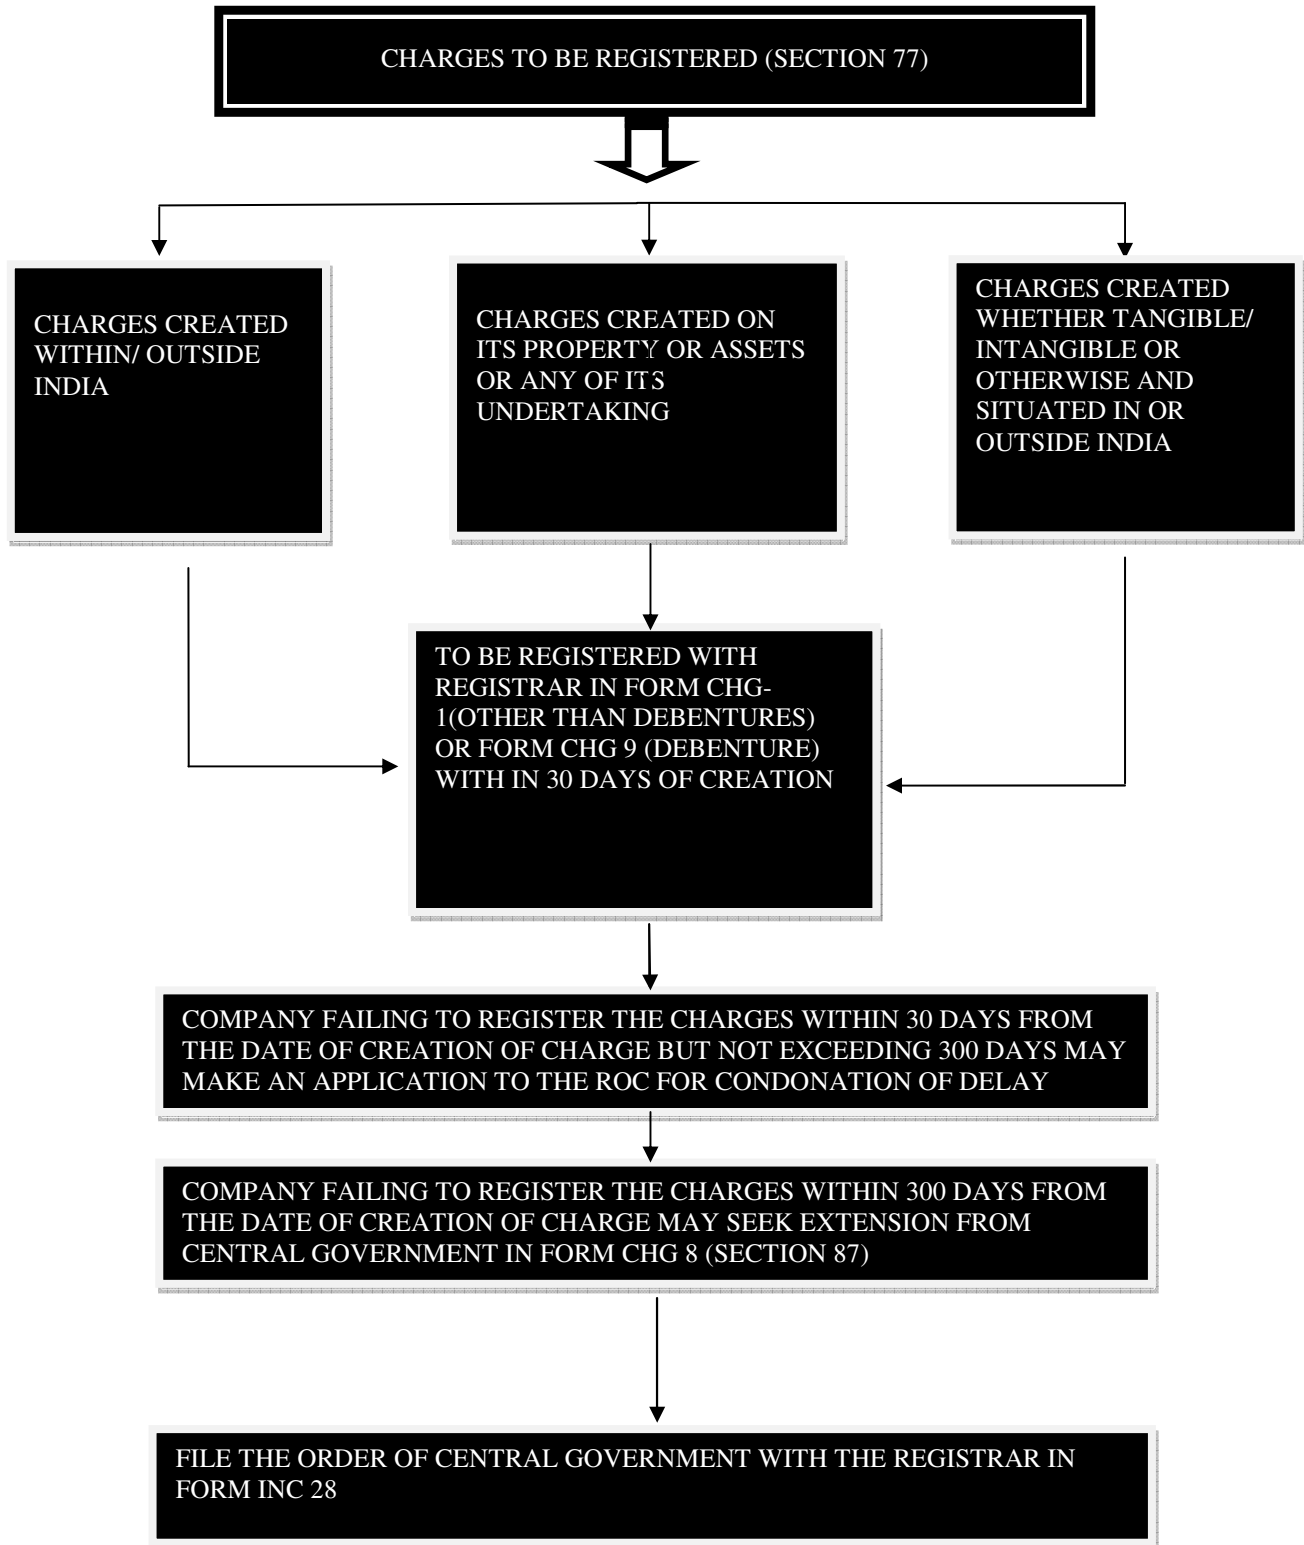 CHARGES TO BE REGISTERED (SECTION 77)
CHARGES CREATED
WITHIN/ OUTSIDE
INDIA
CHARGES CREATED ON
ITS PROPERTY OR ASSETS
OR ANY OF ITS
UNDERTAKING
CHARGES CREATED
WHETHER TANGIBLE/
INTANGIBLE OR
OTHERWISE AND
SITUATED IN OR
OUTSIDE INDIA
TO BE REGISTERED WITH
REGISTRAR IN FORM CHG-
1(OTHER THAN DEBENTURES)
OR FORM CHG 9 (DEBENTURE)
WITH IN 30 DAYS OF CREATION
COMPANY FAILING TO REGISTER THE CHARGES WITHIN 30 DAYS FROM
THE DATE OF CREATION OF CHARGE BUT NOT EXCEEDING 300 DAYS MAY
MAKE AN APPLICATION TO THE ROC FOR CONDONATION OF DELAY
COMPANY FAILING TO REGISTER THE CHARGES WITHIN 300 DAYS FROM
THE DATE OF CREATION OF CHARGE MAY SEEK EXTENSION FROM
CENTRAL GOVERNMENT IN FORM CHG 8 (SECTION 87)
FILE THE ORDER OF CENTRAL GOVERNMENT WITH THE REGISTRAR IN
FORM INC 28